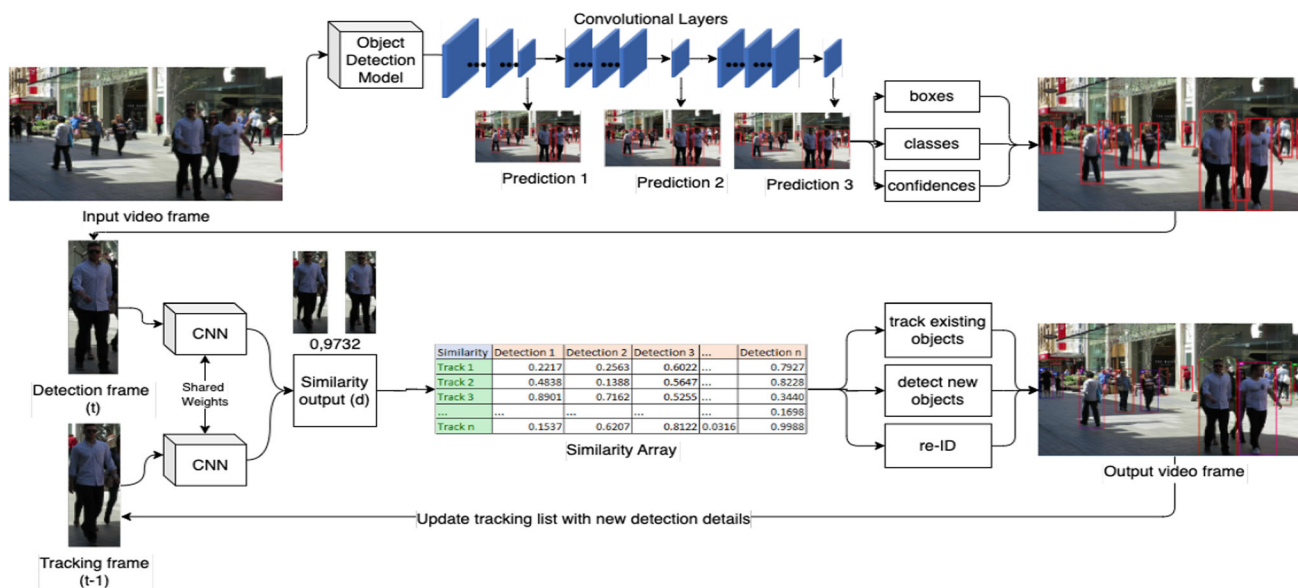 Convolutional Layers
Object
Detection
Model
boxes
classes
confidences
Prediction 1
Prediction 2
Prediction 3
Input video frame
CNN
0,9732
Similarity
output (d)
Shared
Weights
CNN
Detection frame
(t)
Tracking frame
(t-1)
Similarity Detection 1 Detection 2 Detection 3 ... Detection n
Track 1 0.2217 0.2563 0.6022 ... 0.7927
Track 2 0.4838 0.1388 0.5647 ... 0.8228
Track 3 0.8901 0.7162 0.5255 ... 0.3440
... ... ... ... 0.1698
Track n 0.1537 0.6207 0.8122 0.0316 0.9988
Similarity Array
track existing
objects
detect new
objects
re-ID
Output video frame
Update tracking list with new detection details